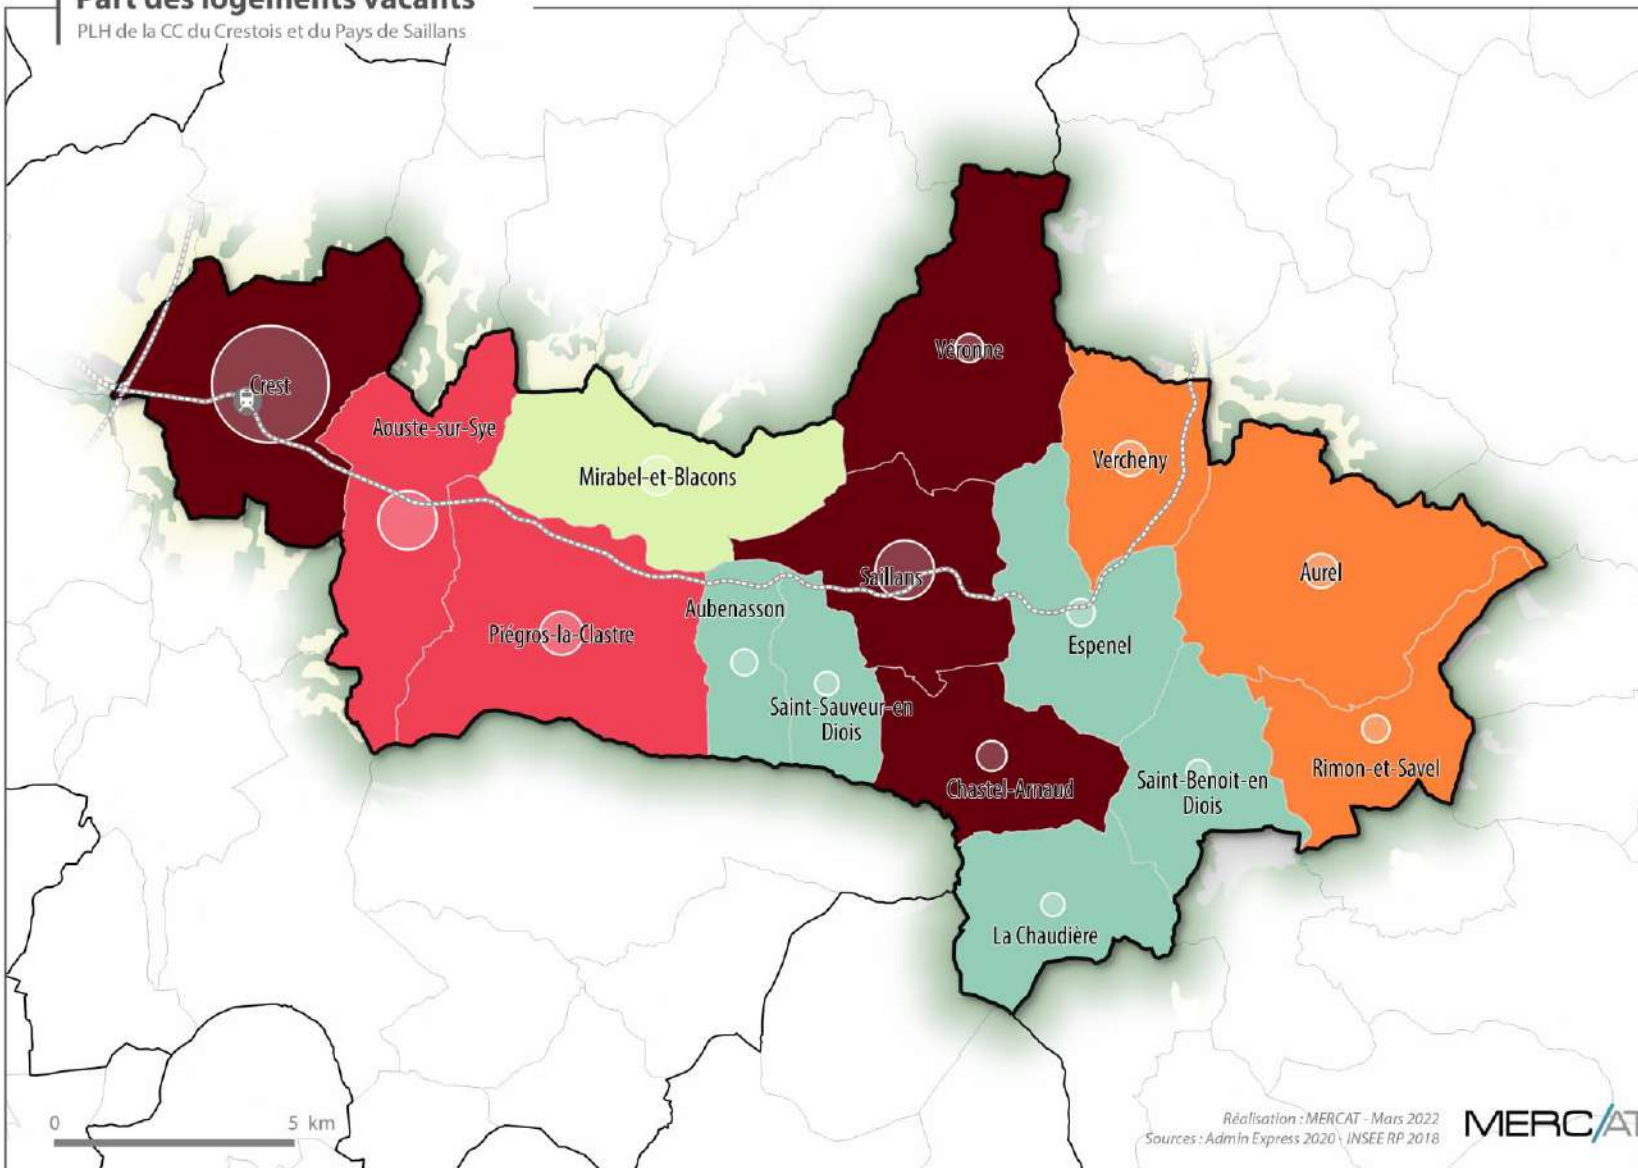 Part des logements vacants
PLH de la CC du Crestois et du Pays de Saillans
Véronne
Crest
Aouste-sur-Sye
Mirabel-et-Blacons
Vercheny
Saillans
Aurel
Aubenasson
Piégros-la-Clastre
Espenel
Saint-Sauveur-en
Diois
Chastel-Arnaud
Saint-Benoit-en
Diois
Rimon-et-Savel
La Chaudière
0 5 km
Réalisation : MERCAT - Mars 2022
Sources : Admin Express 2020 - INSEE RP 2018
MERC/AT